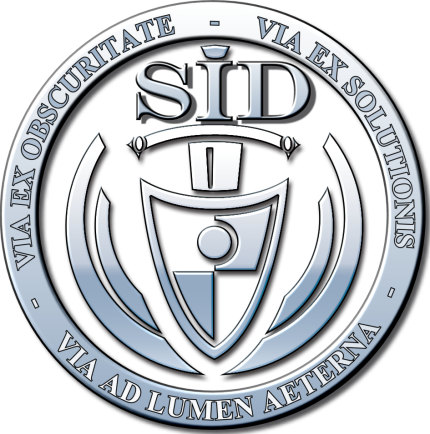 VIA EX OBSCURITATE - VIA EX SOLUTIONIS - VIA AD LUMEN AETERNA -
SID